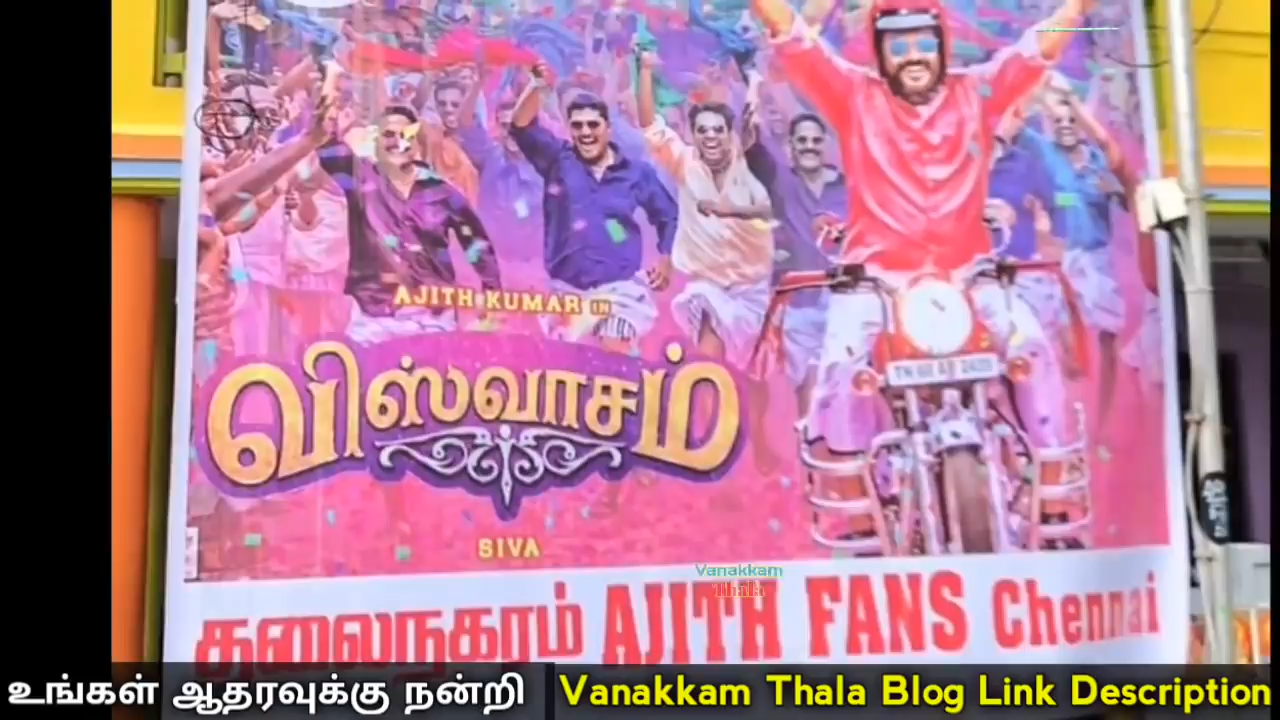 AJITH KUMAR IN
விஸ்வாசம்
SIVA
Vanakkam
Thala
தலைநகரம் AJITH FANS Chennai
உங்கள் ஆதரவுக்கு நன்றி Vanakkam Thala Blog Link Description